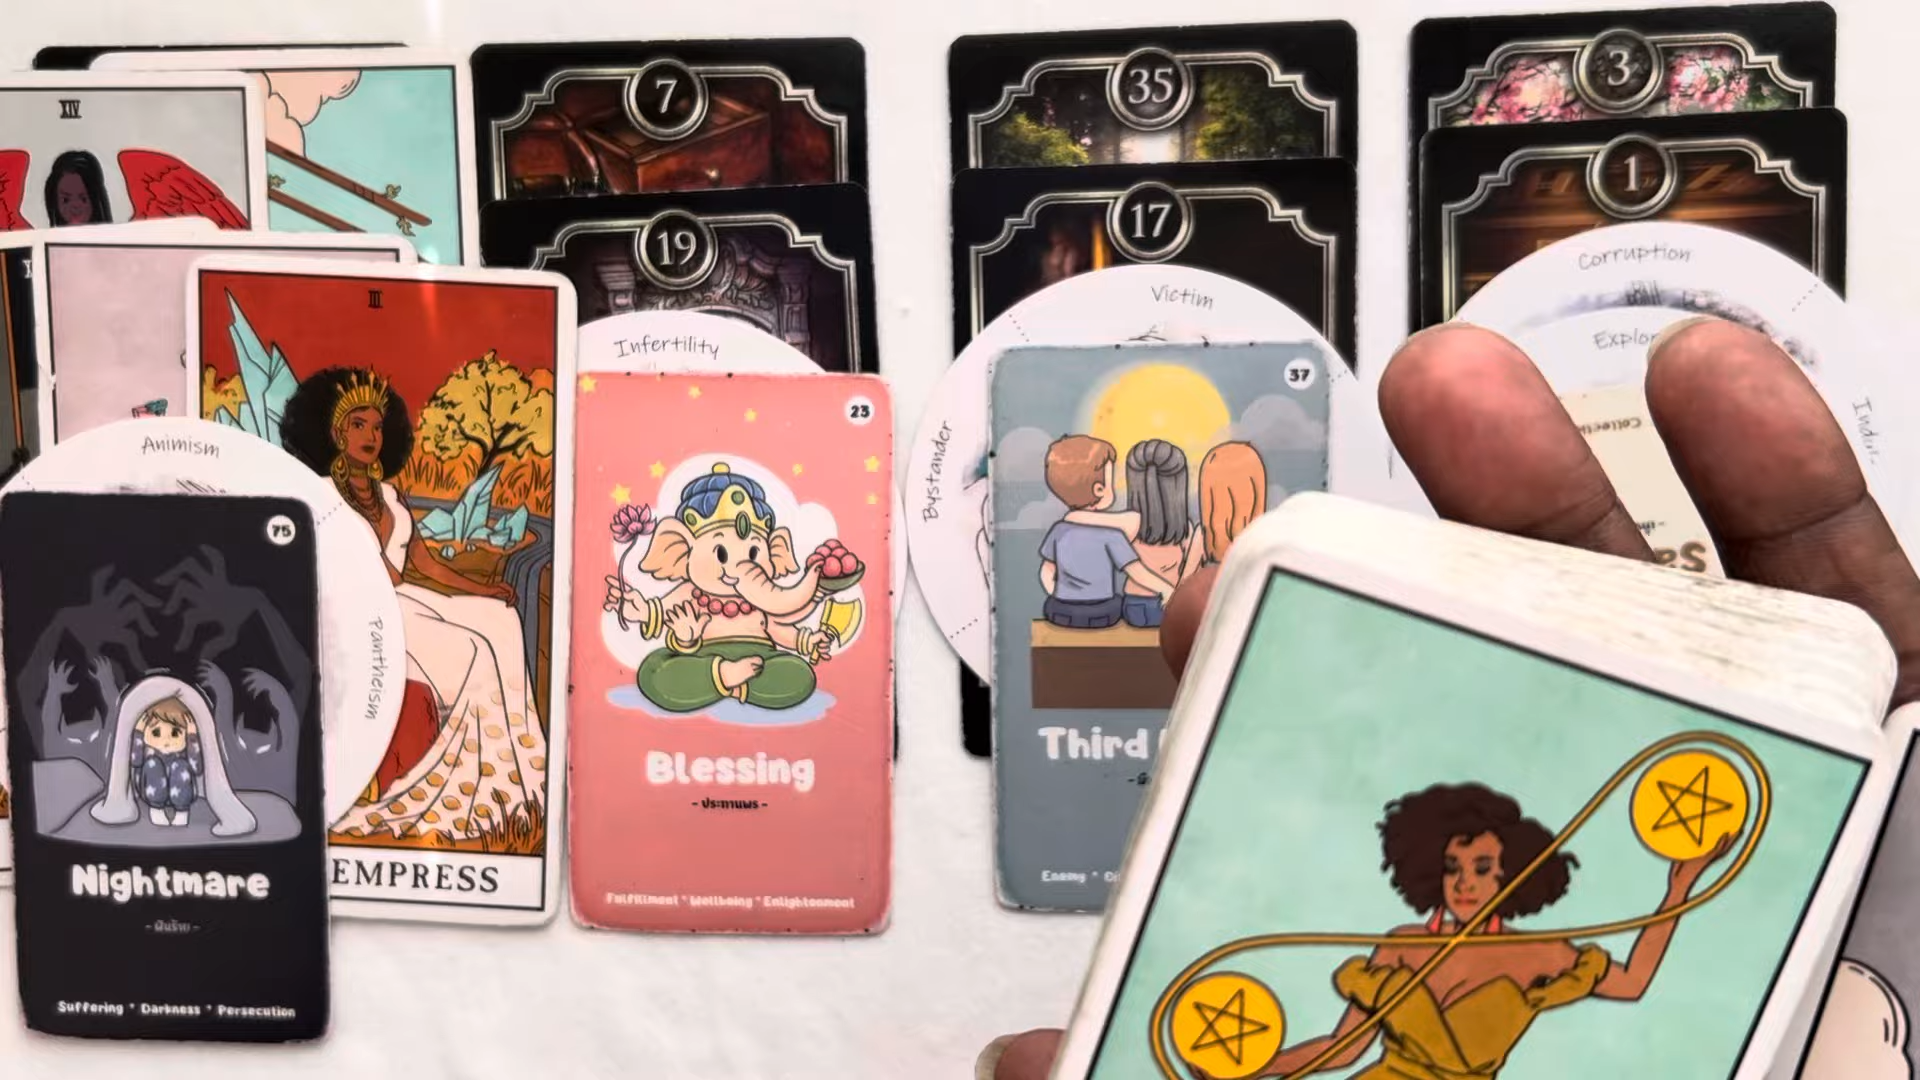 XIV
7
35
3
19
17
1
III
Infertility
Victim
Corruption
Animism
Bystander
Pantheism
75
Nightmare
- ฝันร้าย -
Suffering * Darkness * Persecution
EMPRESS
23
Blessing
- ประทานพร -
Fulfillment * Wellbeing * Enlightenment
37
Third
Enemy *